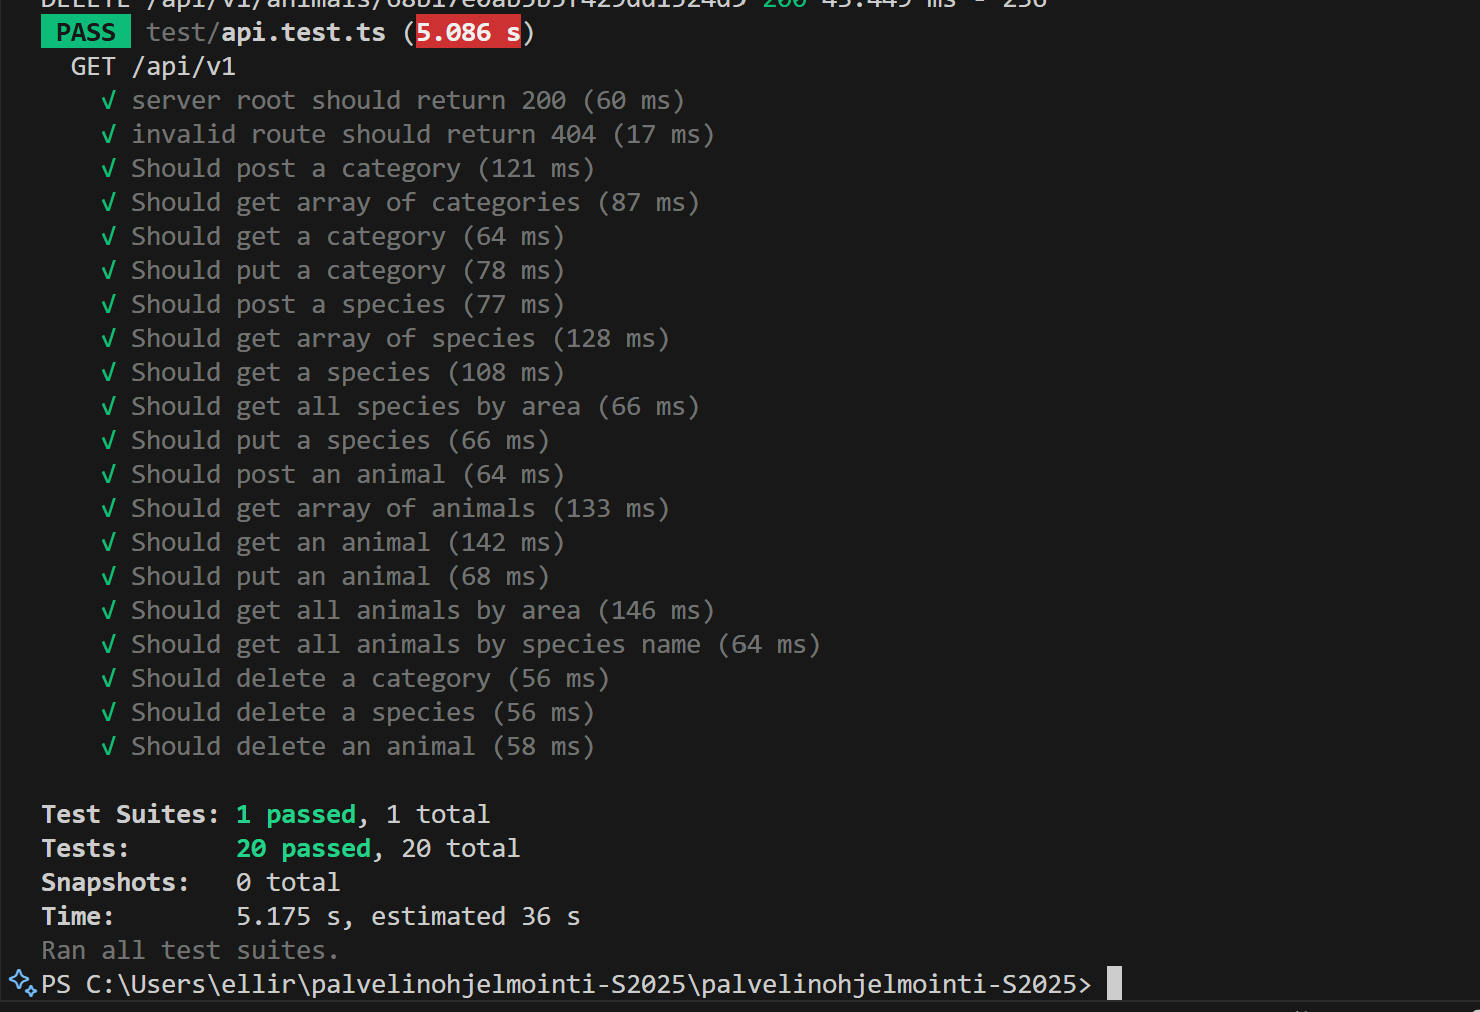 DELETE /api/v1/animals/68b17e0ab5b5f429dd1524d9 200 43.449 ms - 236
PASS test/api.test.ts (5.086 s)
GET /api/v1
√ server root should return 200 (60 ms)
√ invalid route should return 404 (17 ms)
√ Should post a category (121 ms)
√ Should get array of categories (87 ms)
√ Should get a category (64 ms)
√ Should put a category (78 ms)
√ Should post a species (77 ms)
√ Should get array of species (128 ms)
√ Should get a species (108 ms)
√ Should get all species by area (66 ms)
√ Should put a species (66 ms)
√ Should post an animal (64 ms)
√ Should get array of animals (133 ms)
√ Should get an animal (142 ms)
√ Should put an animal (68 ms)
√ Should get all animals by area (146 ms)
√ Should get all animals by species name (64 ms)
√ Should delete a category (56 ms)
√ Should delete a species (56 ms)
√ Should delete an animal (58 ms)
Test Suites: 1 passed, 1 total
Tests: 20 passed, 20 total
Snapshots: 0 total
Time: 5.175 s, estimated 36 s
Ran all test suites.
PS C:\Users\ellir\palvelinohjelmointi-S2025\palvelinohjelmointi-S2025>